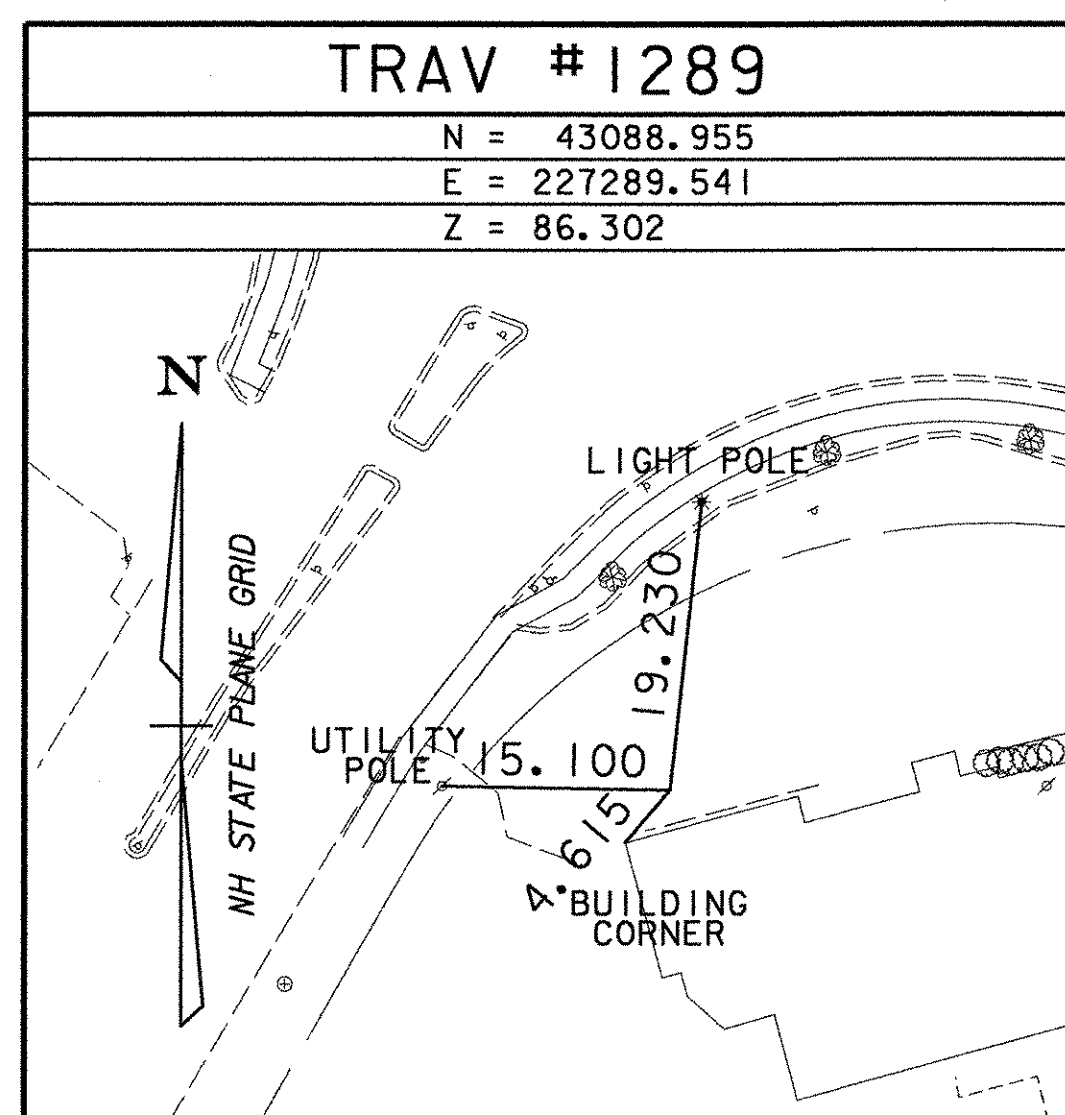 TRAV #1289
N = 43088.955
E = 227289.541
Z = 86.302
N
NH STATE PLANE GRID
LIGHT POLE
19.230
UTILITY
POLE
15.100
4.615
BUILDING
CORNER